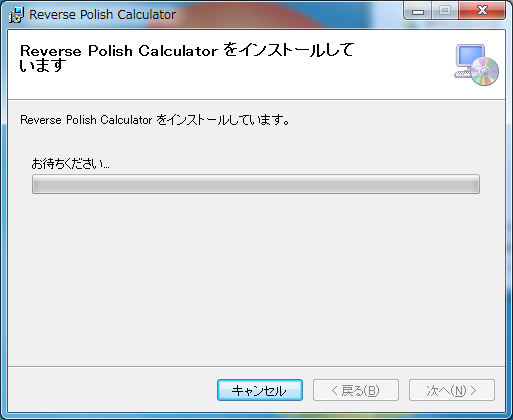 Reverse Polish Calculator
Reverse Polish Calculator をインストールして
います
Reverse Polish Calculator をインストールしています。
お待ちください...
キャンセル
< 戻る(B)
次へ(N) >